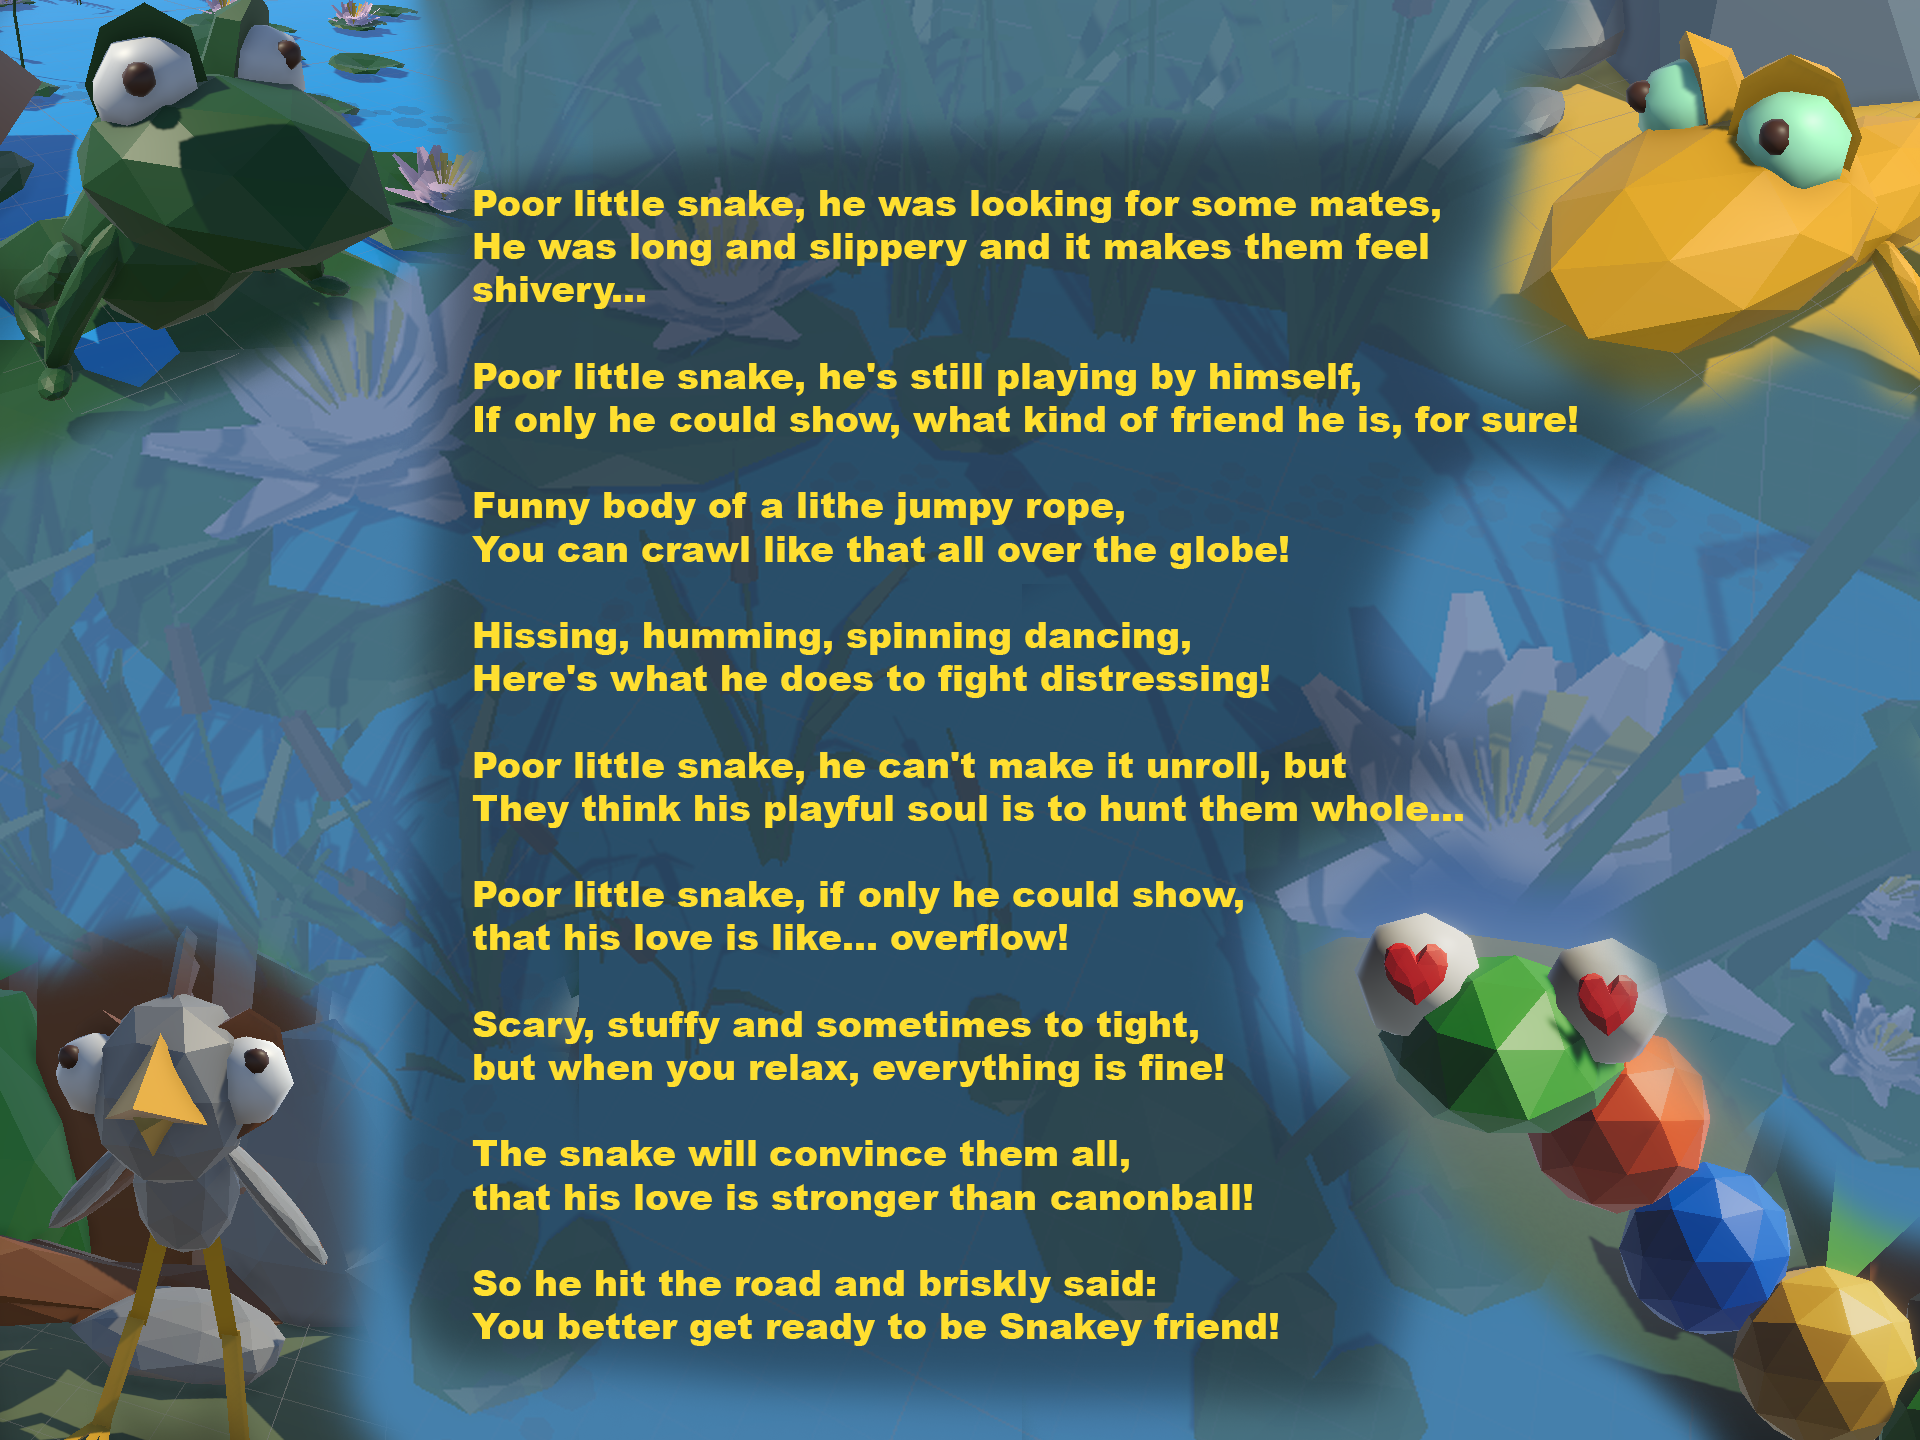 Poor little snake, he was looking for some mates,
He was long and slippery and it makes them feel
shivery...
Poor little snake, he's still playing by himself,
If only he could show, what kind of friend he is, for sure!
Funny body of a lithe jumpy rope,
You can crawl like that all over the globe!
Hissing, humming, spinning dancing,
Here's what he does to fight distressing!
Poor little snake, he can't make it unroll, but
They think his playful soul is to hunt them whole...
Poor little snake, if only he could show,
that his love is like... overflow!
Scary, stuffy and sometimes to tight,
but when you relax, everything is fine!
The snake will convince them all,
that his love is stronger than canonball!
So he hit the road and briskly said:
You better get ready to be Snakey friend!